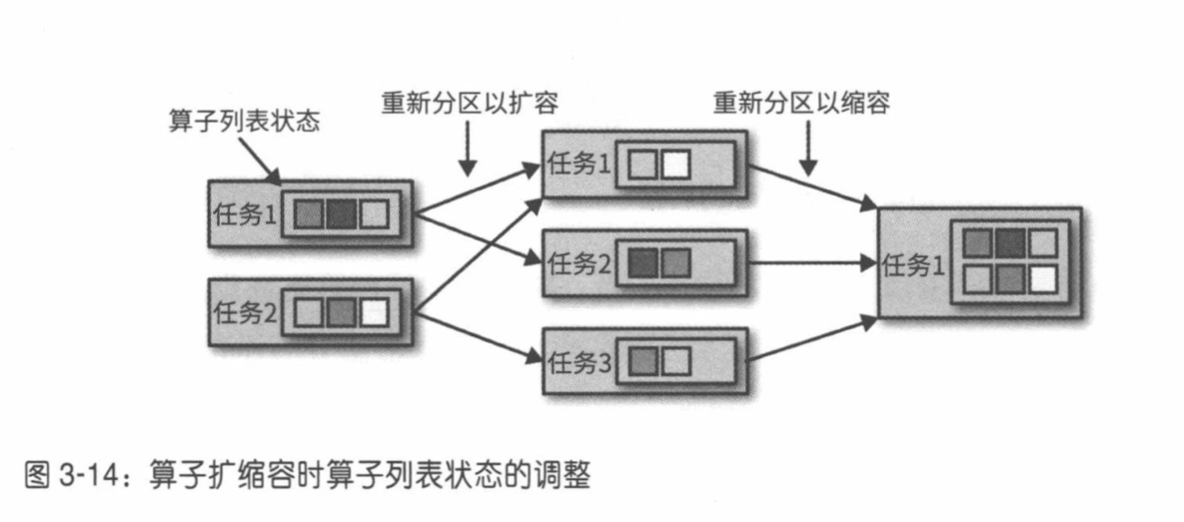 算子列表状态
重新分区以扩容
重新分区以缩容
任务1
任务2
任务1
任务2
任务3
任务1
图 3-14：算子扩缩容时算子列表状态的调整